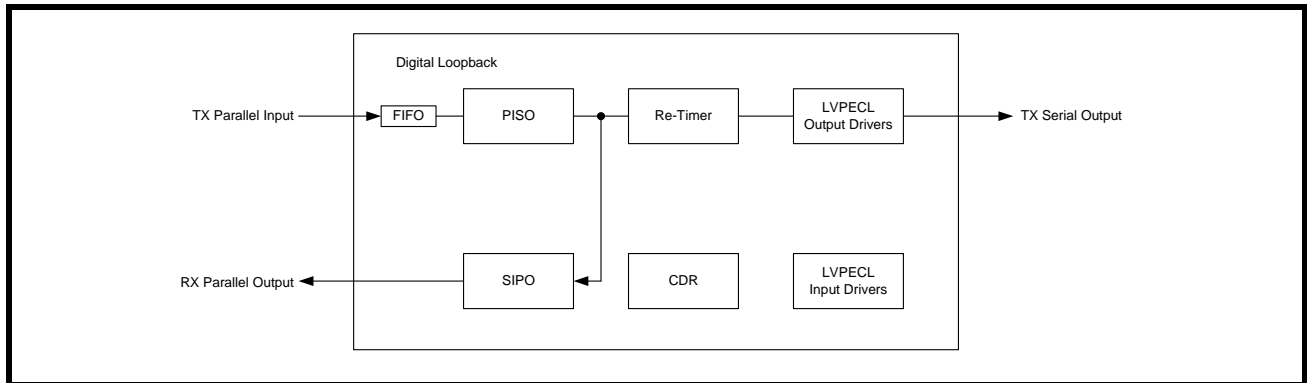 Digital Loopback
TX Parallel Input
FIFO
PISO
Re-Timer
LVPECL
Output Drivers
TX Serial Output
RX Parallel Output
SIPO
CDR
LVPECL
Input Drivers